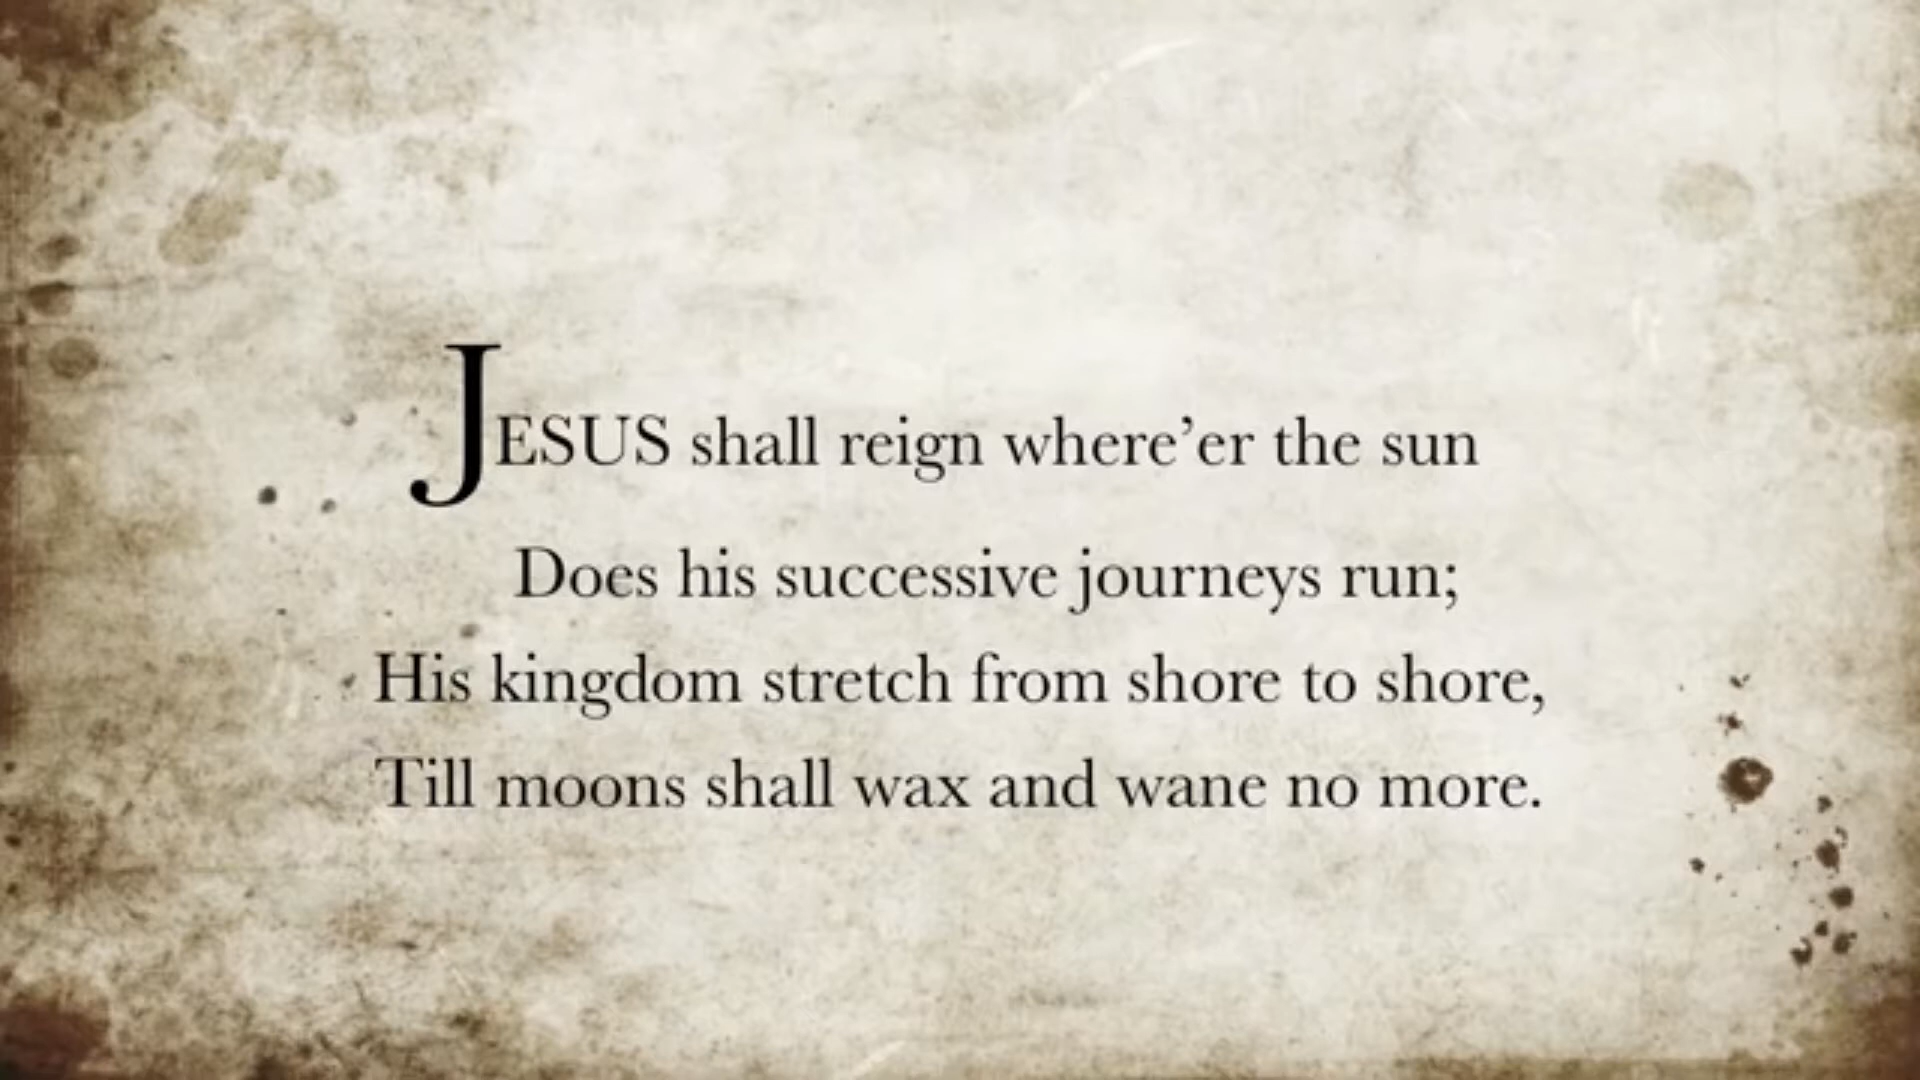 JESUS shall reign where’er the sun
Does his successive journeys run;
His kingdom stretch from shore to shore,
Till moons shall wax and wane no more.